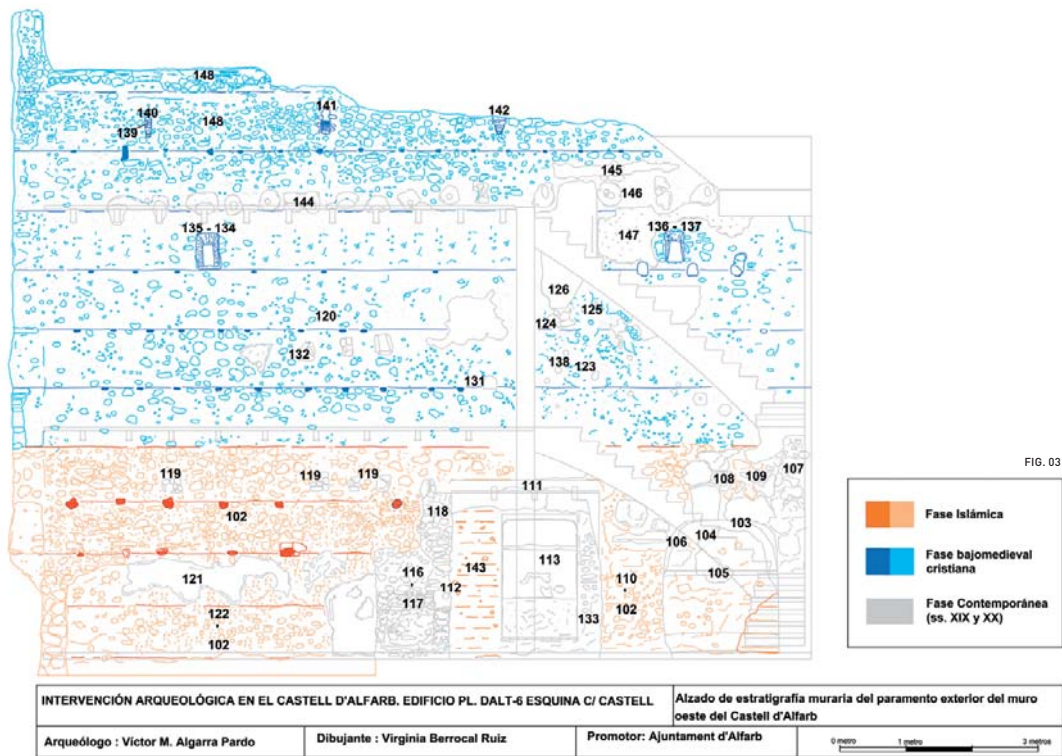 148
140
141
142
139
148
145
144
146
135 - 134
147
136 - 137
126
125
120
124
132
138
123
131
107
FIG. 03
119
119
119
108
109
111
102
118
103
104
106
113
116
143
105
121
110
112
117
122
133
102
102
Fase Islámica
Fase bajomedieval
cristiana
Fase Contemporánea
(ss. XIX y XX)
INTERVENCIÓN ARQUEOLÓGICA EN EL CASTELL D'ALFARB. EDIFICIO PL. DALT-6 ESQUINA C/ CASTELL
Alzado de estratigrafía muraria del paramento exterior del muro
oeste del Castell d'Alfarb
Arqueólogo : Víctor M. Algarra Pardo
Dibujante : Virginia Berrocal Ruiz
Promotor: Ajuntament d'Alfarb
0 metro 1 metro 3 metros